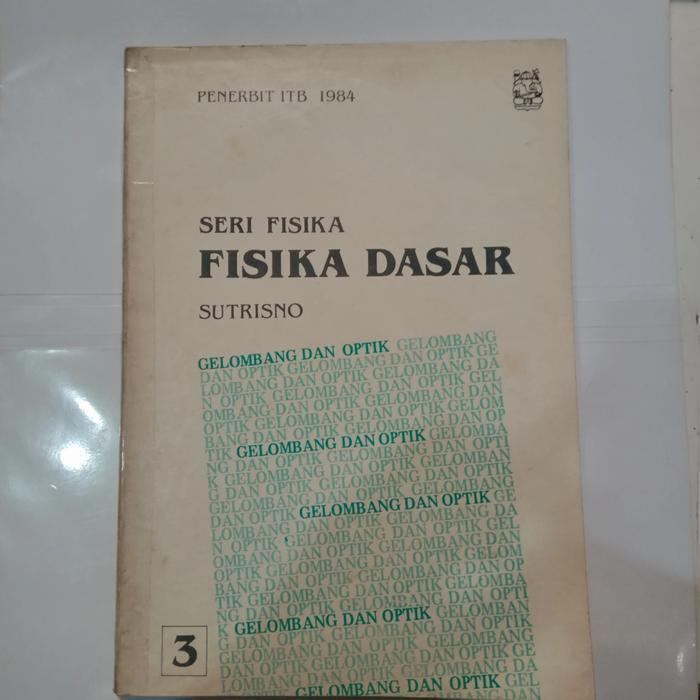 PENERBIT ITB 1984
SERI FISIKA
FISIKA DASAR
SUTRISNO
GELOMBANG DAN OPTIK GELOMBANG
DAN OPTIK GELOMBANG DAN OPTIK GE
LOMBANG DAN OPTIK GELOMBANG DA
N OPTIK GELOMBANG DAN OPTIK GEL
OMBANG DAN OPTIK GELOMBANG DAN
OPTIK GELOMBANG DAN OPTIK GELOM
BANG DAN OPTIK GELOMBANG DAN OP
TIK GELOMBANG DAN OPTIK GELOMBA
NG DAN OPTIK GELOMBANG DAN OPTI
K GELOMBANG DAN OPTIK GELOMBAN
G DAN OPTIK GELOMBANG DAN OPTIK
GELOMBANG DAN OPTIK GELOMBANG
DAN OPTIK GELOMBANG DAN OPTIK GE
LOMBANG DAN OPTIK GELOMBANG DA
N OPTIK GELOMBANG DAN OPTIK GEL
OMBANG DAN OPTIK GELOMBANG DAN
OPTIK GELOMBANG DAN OPTIK GELOM
BANG DAN OPTIK GELOMBANG DAN OP
TIK GELOMBANG DAN OPTIK GELOMBA
NG DAN OPTIK GELOMBANG DAN OPTI
K GELOMBANG DAN OPTIK GELOMBAN
G DAN OPTIK GELOMBANG DAN OPTIK
GELOMBANG DAN OPTIK GELOMBANG
DAN OPTIK GELOMBANG DAN OPTIK GE
LOMBANG DAN OPTIK GELOMBANG DA
GELOMBANG DAN OPTIK GEL
3